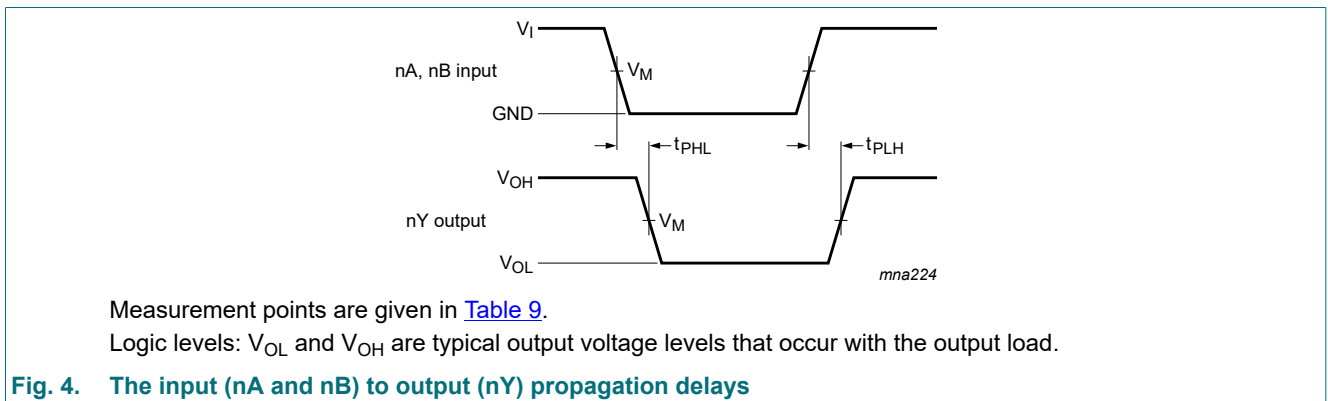 VI
nA, nB input
VM
GND
tPHL
tPLH
VOH
nY output
VM
VOL
mna224
Measurement points are given in Table 9.
Logic levels: VOL and VOH are typical output voltage levels that occur with the output load.
Fig. 4. The input (nA and nB) to output (nY) propagation delays